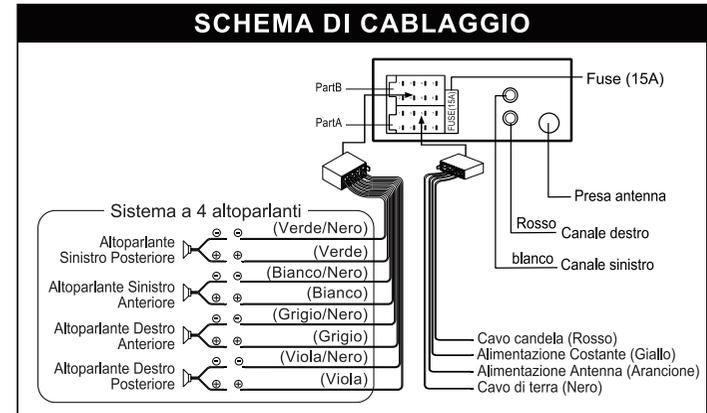 SCHEMA DI CABLAGGIO
PartB
PartA
FUSE(15A)
Fuse (15A)
Presa antenna
Rosso
Canale destro
blanco
Canale sinistro
Sistema a 4 altoparlanti
Altoparlante
Sinistro Posteriore
(Verde/Nero)
(Verde)
Altoparlante Sinistro
Anteriore
(Bianco/Nero)
(Bianco)
Altoparlante Destro
Anteriore
(Grigio/Nero)
(Grigio)
Altoparlante Destro
Posteriore
(Viola/Nero)
(Viola)
Cavo candela (Rosso)
Alimentazione Costante (Giallo)
Alimentazione Antenna (Arancione)
Cavo di terra (Nero)